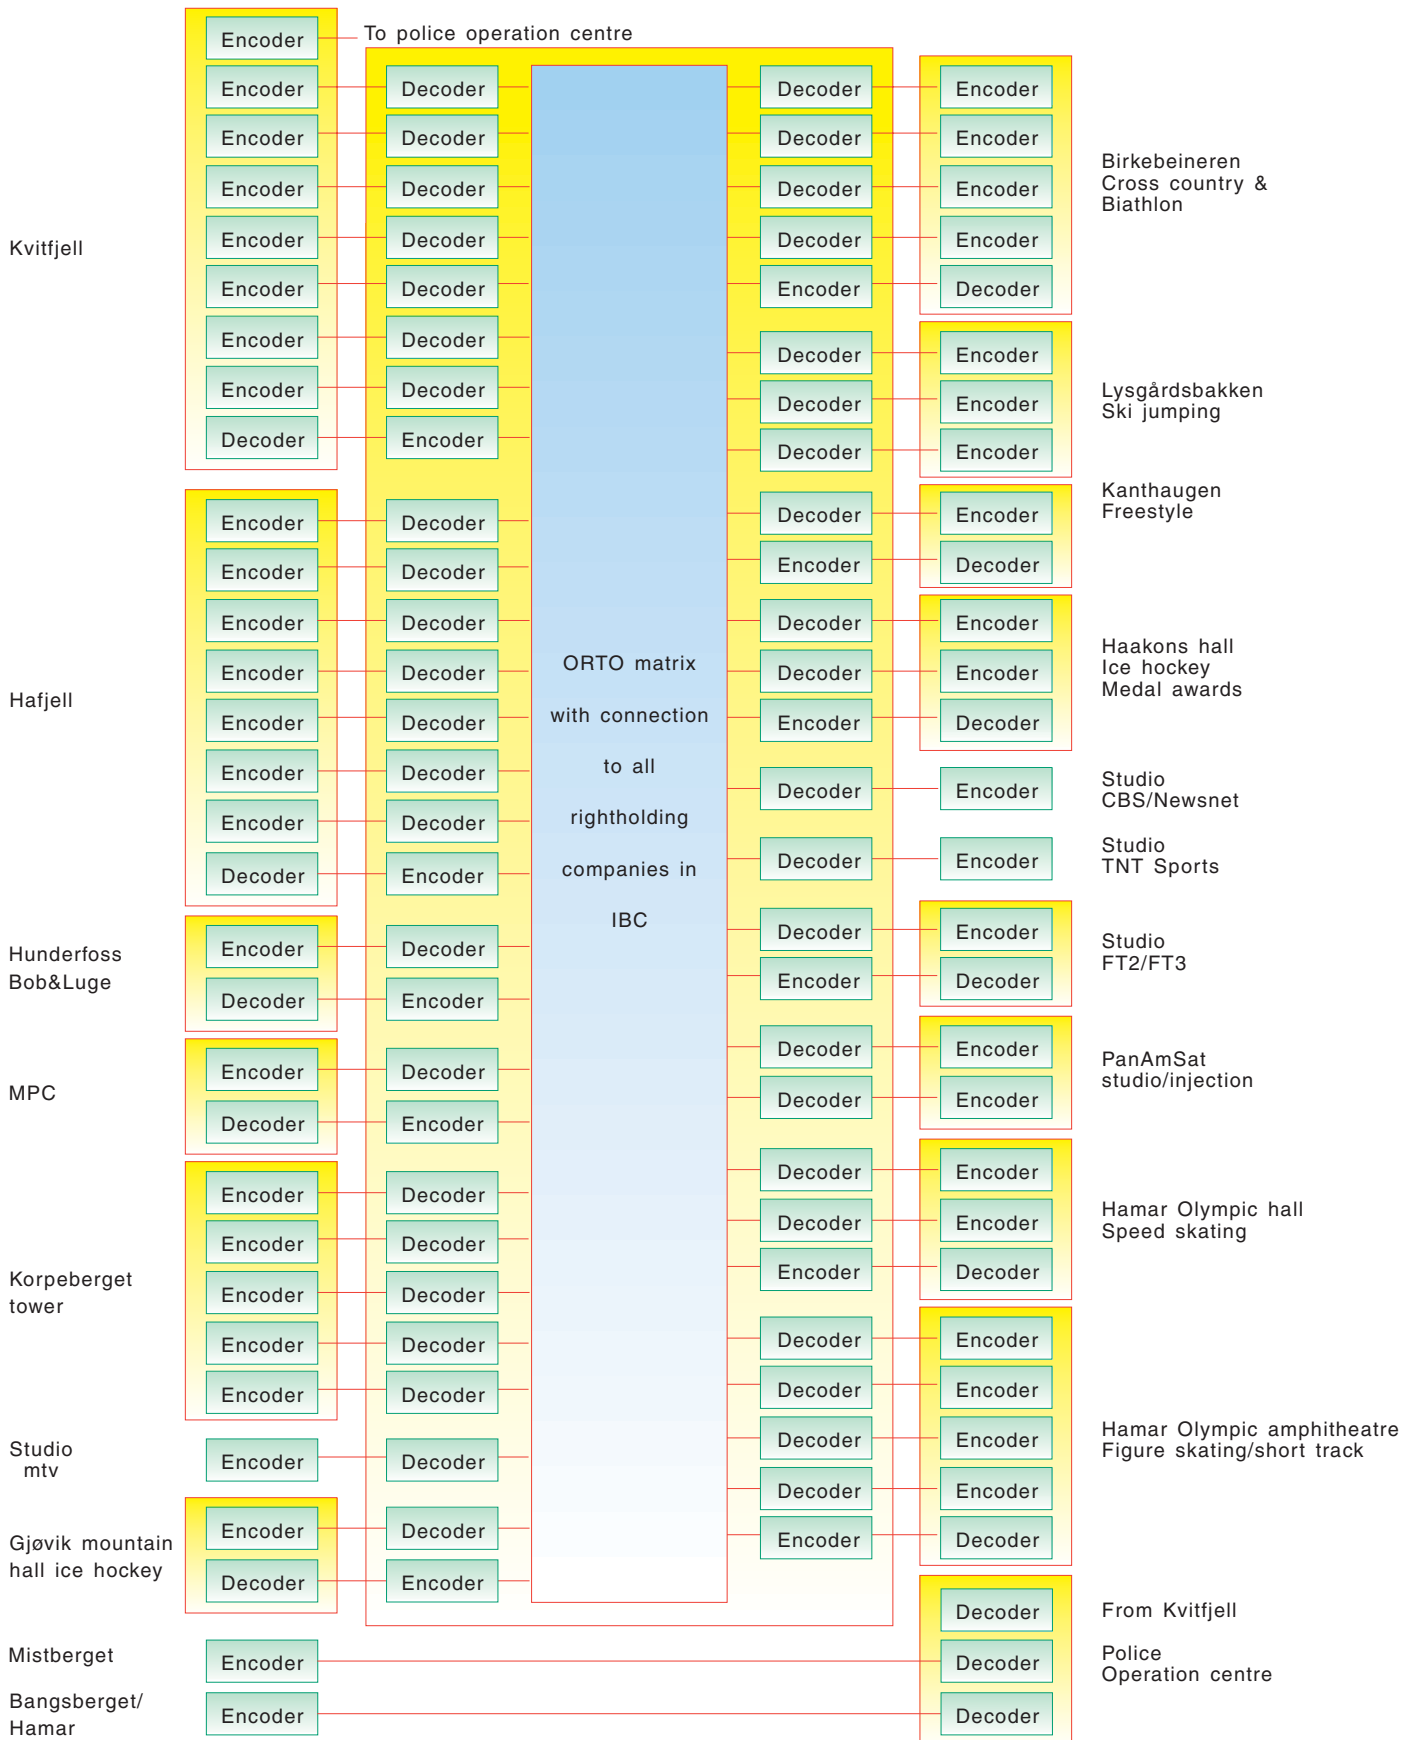 Encoder
To police operation centre
Kvitfjell
Encoder Decoder
Encoder Decoder
Encoder Decoder
Encoder Decoder
Encoder Decoder
Encoder Decoder
Encoder Decoder
Decoder Encoder
Hafjell
Encoder Decoder
Encoder Decoder
Encoder Decoder
Encoder Decoder
Encoder Decoder
Encoder Decoder
Encoder Decoder
Decoder Encoder
Hunderfoss
Bob&Luge
Encoder Decoder
Decoder Encoder
MPC
Encoder Decoder
Decoder Encoder
Korpeberget
tower
Encoder Decoder
Encoder Decoder
Encoder Decoder
Encoder Decoder
Encoder Decoder
Studio
mtv
Encoder Decoder
Gjøvik mountain
hall ice hockey
Encoder Decoder
Decoder Encoder
ORTO matrix
with connection
to all
rightholding
companies in
IBC
Decoder Encoder
Decoder Encoder
Decoder Encoder
Decoder Encoder
Encoder Decoder
Birkebeineren
Cross country &
Biathlon
Decoder Encoder
Decoder Encoder
Decoder Encoder
Lysgårdsbakken
Ski jumping
Decoder Encoder
Encoder Decoder
Kanthaugen
Freestyle
Decoder Encoder
Decoder Encoder
Encoder Decoder
Haakons hall
Ice hockey
Medal awards
Decoder Encoder
Studio
CBS/Newsnet
Decoder Encoder
Studio
TNT Sports
Decoder Encoder
Encoder Decoder
Studio
FT2/FT3
Decoder Encoder
Decoder Encoder
PanAmSat
studio/injection
Decoder Encoder
Decoder Encoder
Encoder Decoder
Hamar Olympic hall
Speed skating
Decoder Encoder
Decoder Encoder
Decoder Encoder
Decoder Encoder
Encoder Decoder
Hamar Olympic amphitheatre
Figure skating/short track
Decoder
From Kvitfjell
Mistberget
Encoder Decoder
Police
Operation centre
Bangsberget/
Hamar
Encoder Decoder